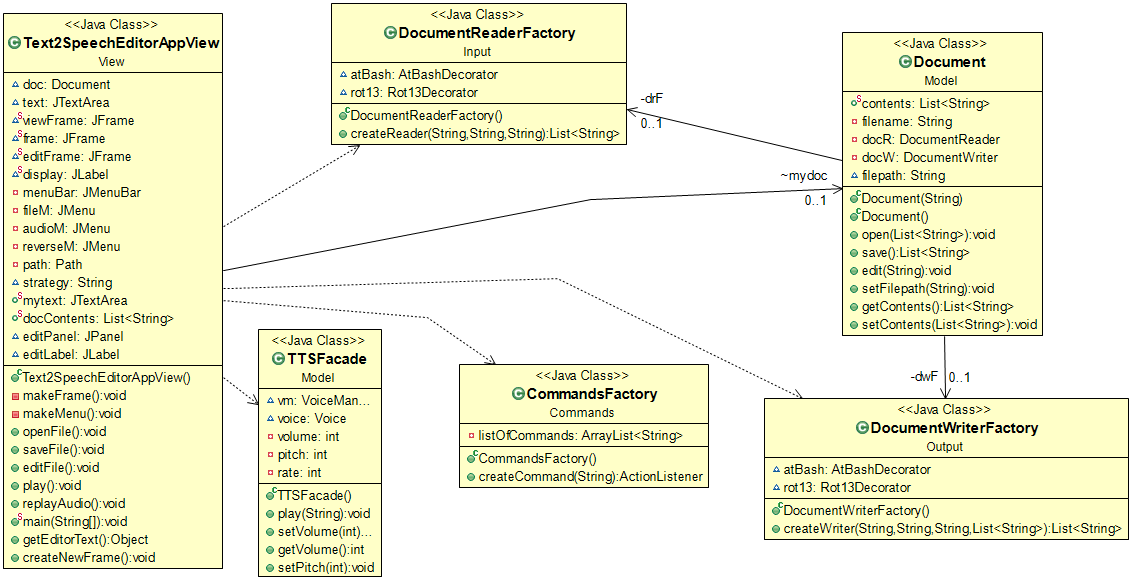 <<Java Class>>
Text2SpeechEditorAppView
View
doc: Document
text: JTextArea
viewFrame: JFrame
frame: JFrame
editFrame: JFrame
display: JLabel
menuBar: JMenuBar
fileM: JMenu
audioM: JMenu
reverseM: JMenu
path: Path
strategy: String
mytext: JTextArea
docContents: List<String>
editPanel: JPanel
editLabel: JLabel
Text2SpeechEditorAppView()
makeFrame():void
makeMenu():void
openFile():void
saveFile():void
editFile():void
play():void
replayAudio():void
main(String[]):void
getEditorText():Object
createNewFrame():void
<<Java Class>>
DocumentReaderFactory
Input
atBash: AtBashDecorator
rot13: Rot13Decorator
DocumentReaderFactory()
createReader(String,String,String):List<String>
-drF
0..1
~mydoc
0..1
<<Java Class>>
Document
Model
contents: List<String>
filename: String
docR: DocumentReader
docW: DocumentWriter
filepath: String
Document(String)
Document()
open(List<String>):void
save():List<String>
edit(String):void
setFilepath(String):void
getContents():List<String>
setContents(List<String>):void
-dwF
0..1
<<Java Class>>
TTSFacade
Model
vm: VoiceMan...
voice: Voice
volume: int
pitch: int
rate: int
TTSFacade()
play(String):void
setVolume(int)...
getVolume():int
setPitch(int):void
<<Java Class>>
CommandsFactory
Commands
listOfCommands: ArrayList<String>
CommandsFactory()
createCommand(String):ActionListener
<<Java Class>>
DocumentWriterFactory
Output
atBash: AtBashDecorator
rot13: Rot13Decorator
DocumentWriterFactory()
createWriter(String,String,String,List<String>):List<String>